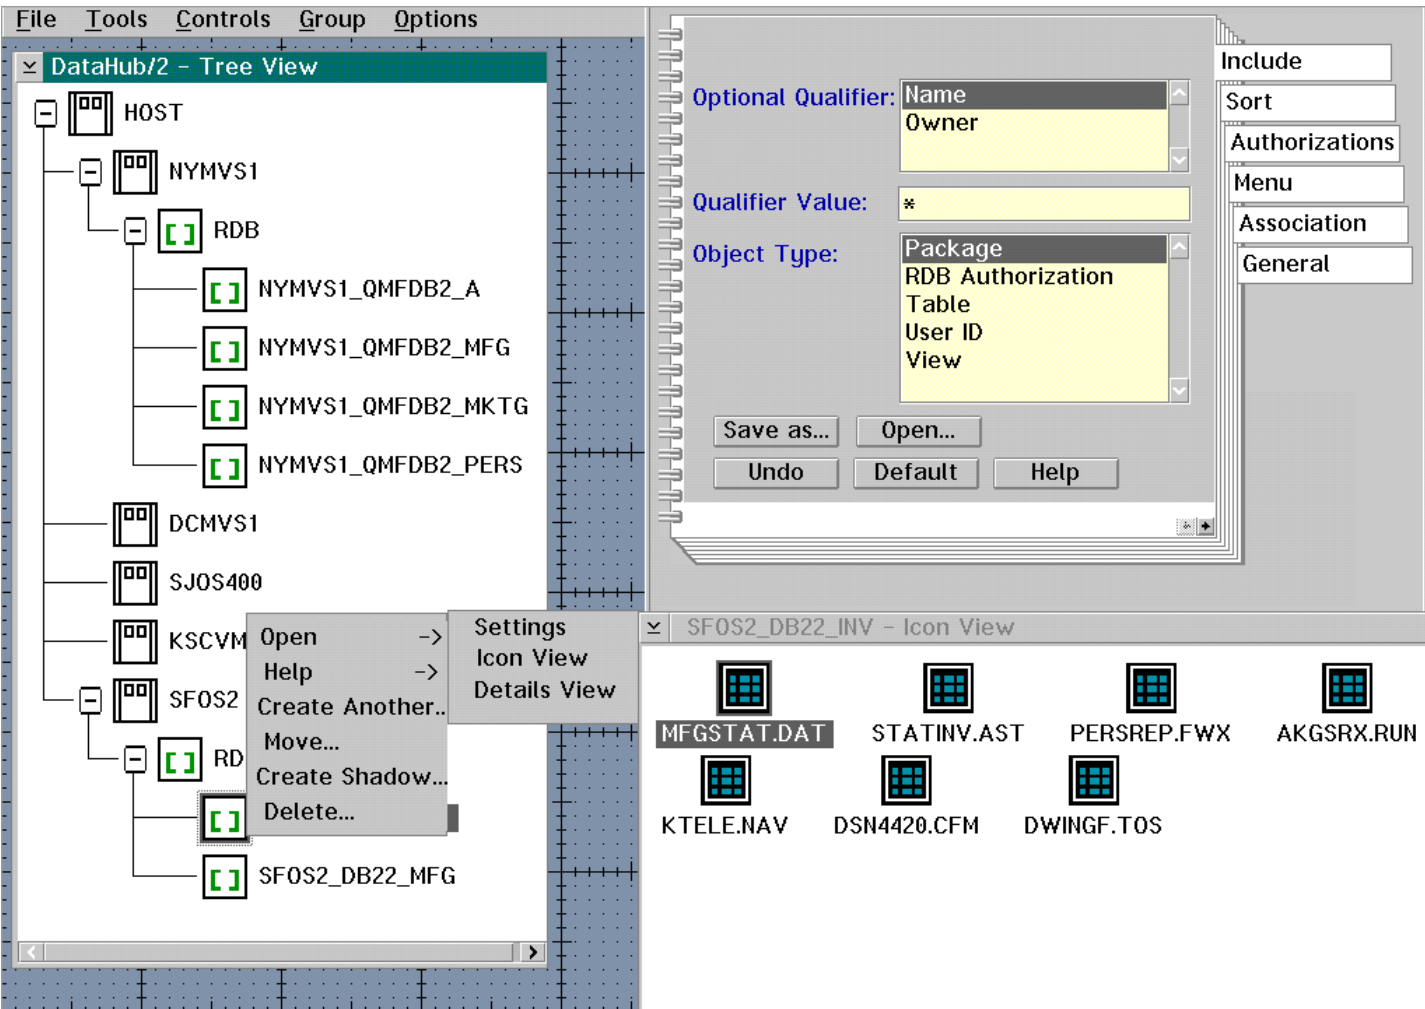 File Tools Controls Group Options
DataHub/2 - Tree View
HOST
NYMVS1
RDB
NYMVS1_QMFDB2_A
NYMVS1_QMFDB2_MFG
NYMVS1_QMFDB2_MKTG
NYMVS1_QMFDB2_PERS
DCMVS1
SJOS400
KSCVM
SFOS2
RD
SFOS2_DB22_MFG
Open ->
Help ->
Create Another..
Move...
Create Shadow...
Delete...
Settings
Icon View
Details View
Optional Qualifier:
Name
Owner
Qualifier Value:
*
Object Type:
Package
RDB Authorization
Table
User ID
View
Save as... Open...
Undo Default Help
Include
Sort
Authorizations
Menu
Association
General
SFOS2_DB22_INV - Icon View
MFGSTAT.DAT STATINV.AST PERSREP.FWX AKGSRX.RUN
KTELE.NAV DSN4420.CFM DWINGF.TOS